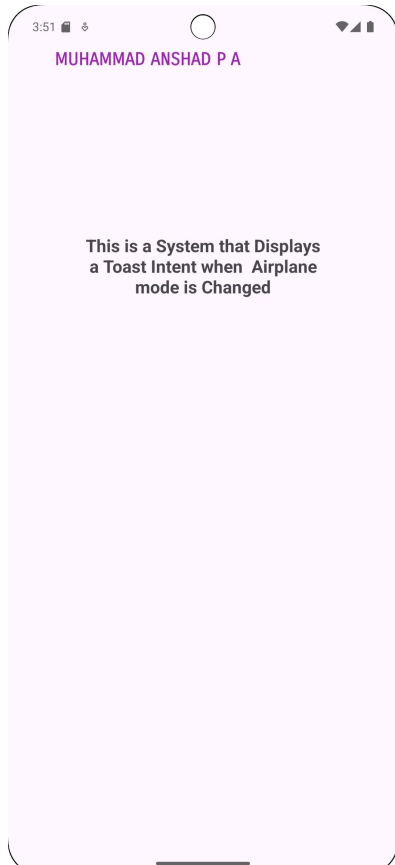 3:51
MUHAMMAD ANSHAD P A
This is a System that Displays
a Toast Intent when  Airplane
mode is Changed